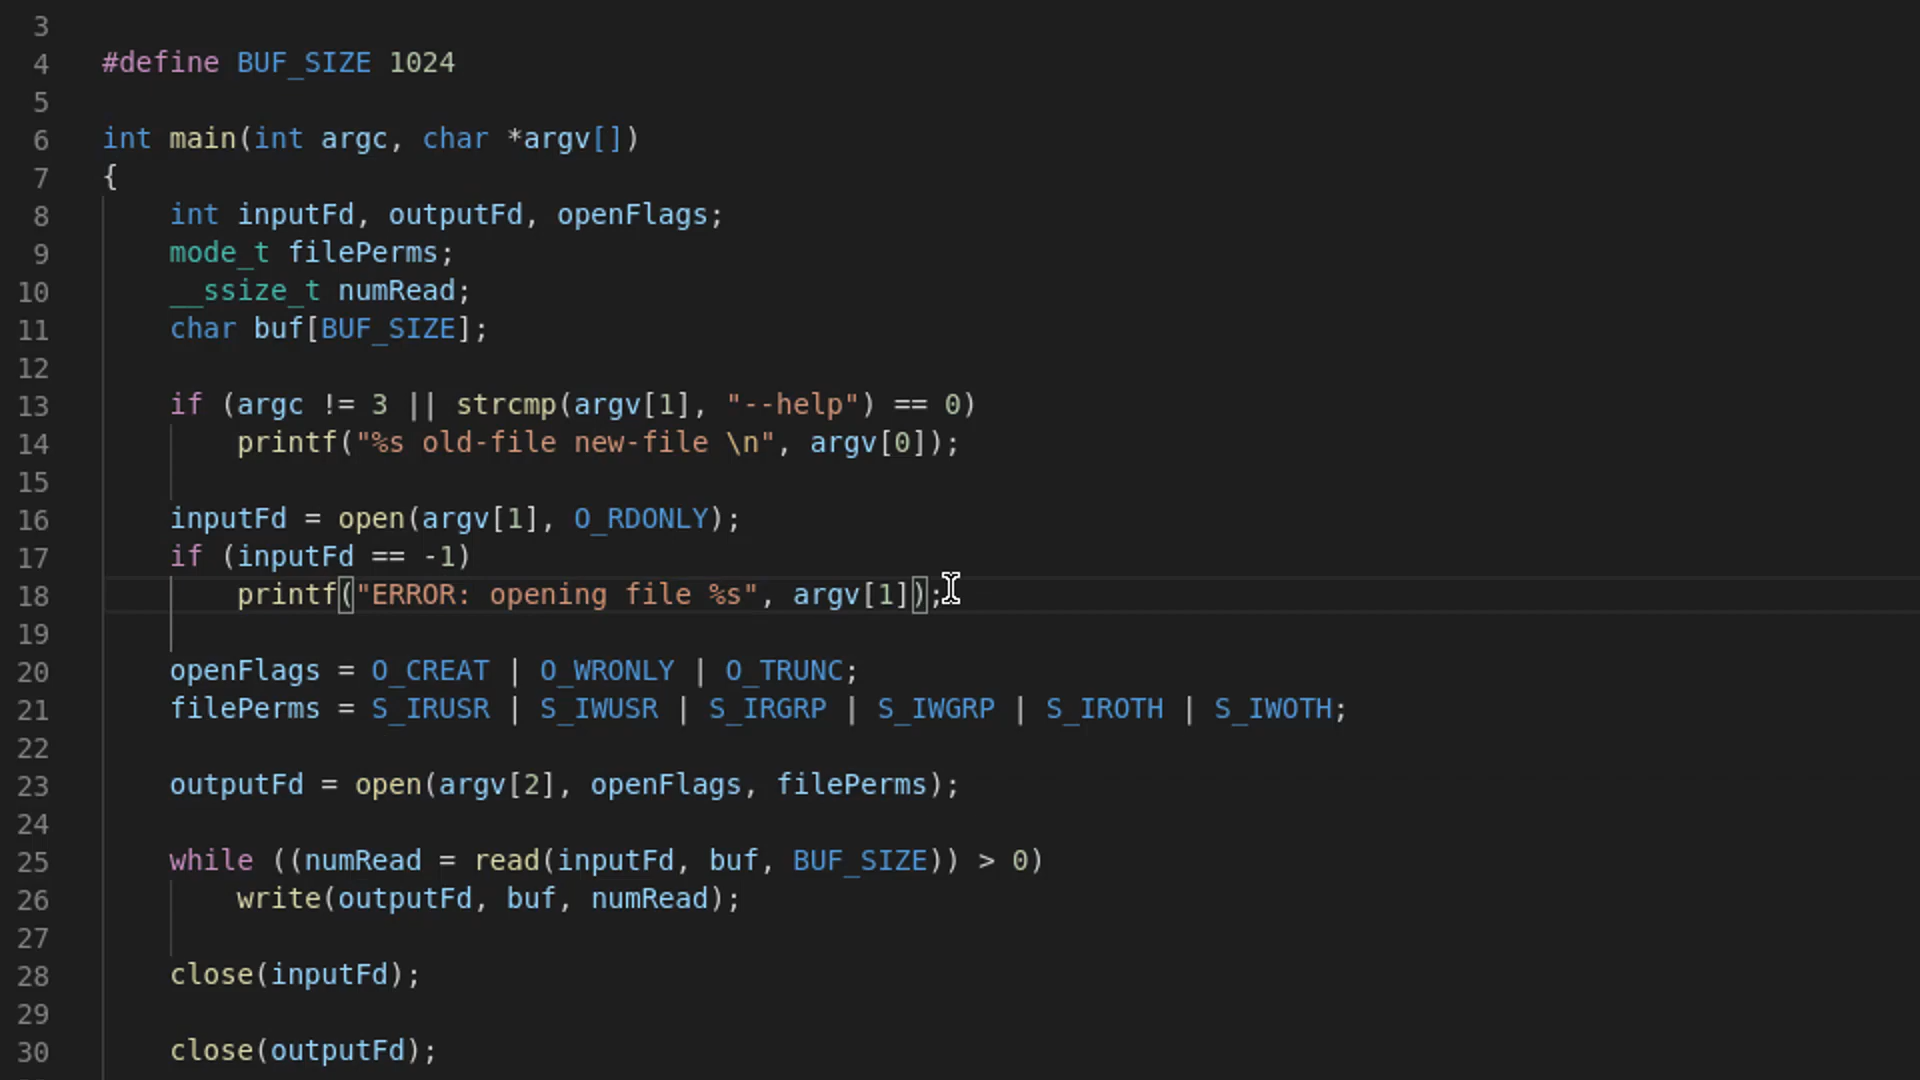 3
4 #define BUF_SIZE 1024
5
6 int main(int argc, char *argv[])
7 {
8     int inputFd, outputFd, openFlags;
9     mode_t filePerms;
10     __ssize_t numRead;
11     char buf[BUF_SIZE];
12
13     if (argc != 3 || strcmp(argv[1], "--help") == 0)
14         printf("%s old-file new-file \n", argv[0]);
15
16     inputFd = open(argv[1], O_RDONLY);
17     if (inputFd == -1)
18         printf("ERROR: opening file %s", argv[1]);
19
20     openFlags = O_CREAT | O_WRONLY | O_TRUNC;
21     filePerms = S_IRUSR | S_IWUSR | S_IRGRP | S_IWGRP | S_IROTH | S_IWOTH;
22
23     outputFd = open(argv[2], openFlags, filePerms);
24
25     while ((numRead = read(inputFd, buf, BUF_SIZE)) > 0)
26         write(outputFd, buf, numRead);
27
28     close(inputFd);
29
30     close(outputFd);